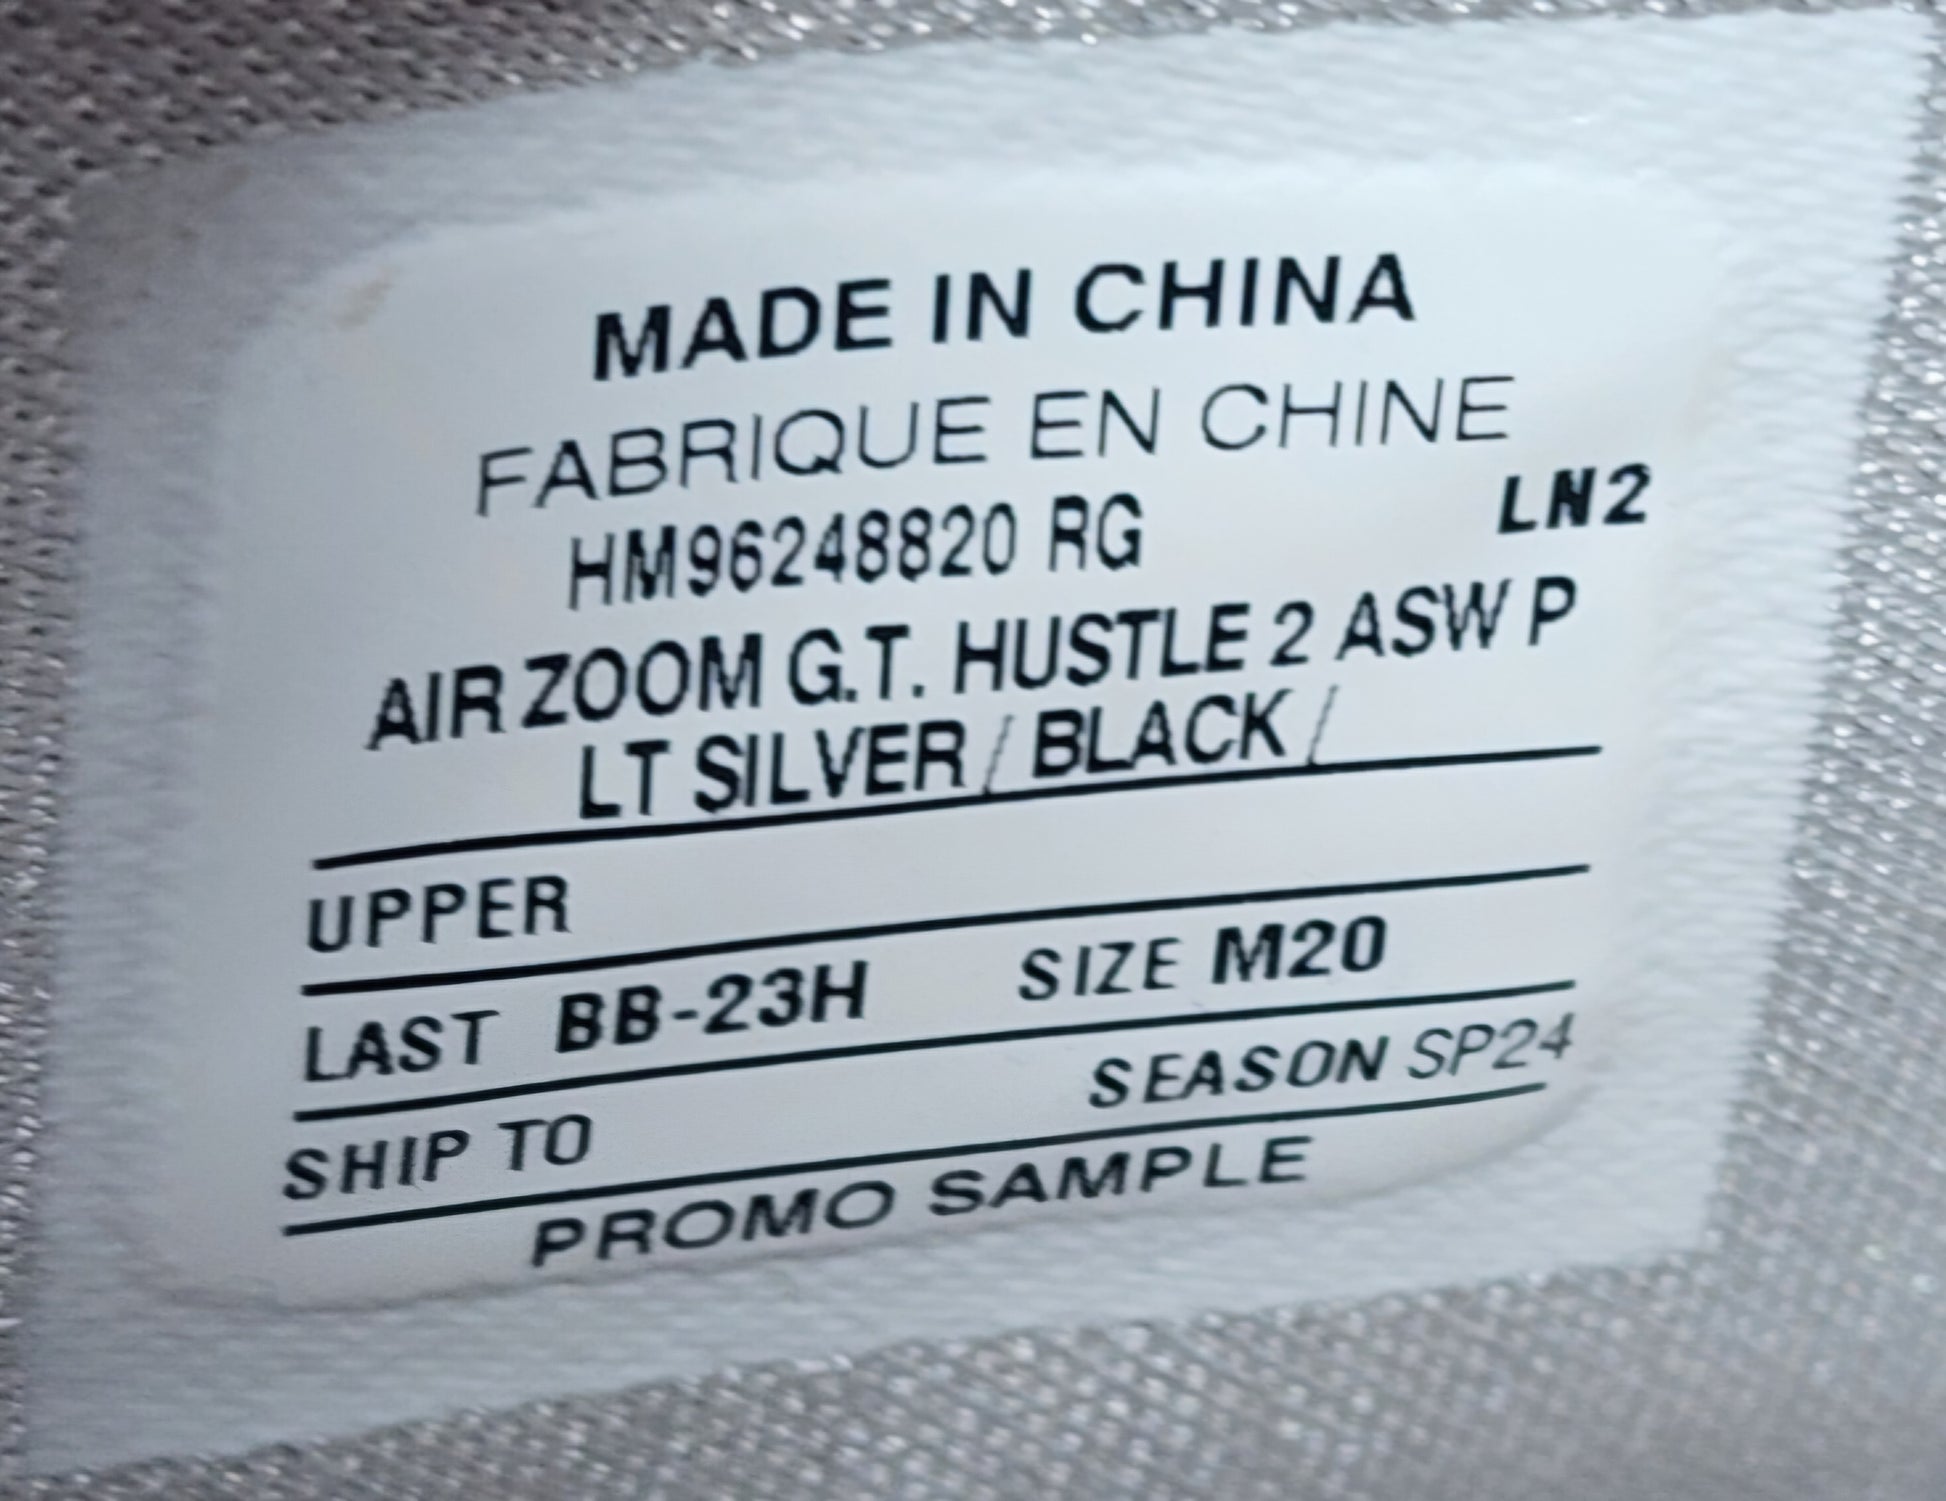 MADE IN CHINA
FABRIQUE EN CHINE
HM96248820 RG LN2
AIR ZOOM G.T. HUSTLE 2 ASW P
LT SILVER / BLACK /
UPPER
LAST BB-23H SIZE M20
SHIP TO SEASON SP24
PROMO SAMPLE